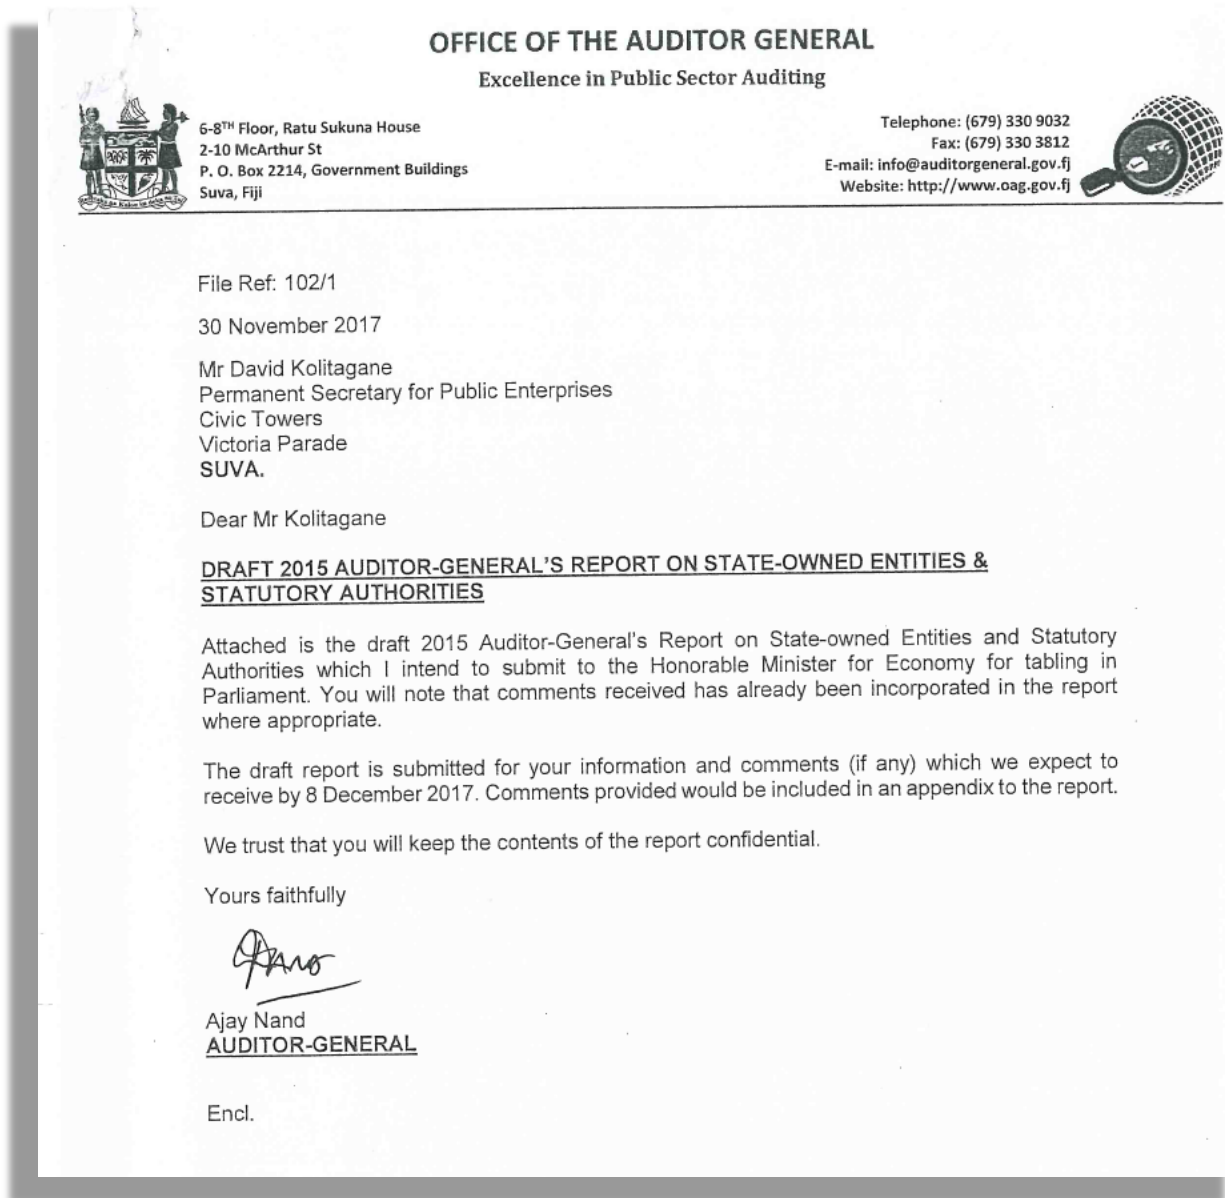 OFFICE OF THE AUDITOR GENERAL
Excellence in Public Sector Auditing
6-8TH Floor, Ratu Sukuna House
2-10 McArthur St
P. O. Box 2214, Government Buildings
Suva, Fiji
Telephone: (679) 330 9032
Fax: (679) 330 3812
E-mail: info@auditorgeneral.gov.fj
Website: http://www.oag.gov.fj
File Ref: 102/1
30 November 2017
Mr David Kolitagane
Permanent Secretary for Public Enterprises
Civic Towers
Victoria Parade
SUVA.
Dear Mr Kolitagane
DRAFT 2015 AUDITOR-GENERAL'S REPORT ON STATE-OWNED ENTITIES &
STATUTORY AUTHORITIES
Attached is the draft 2015 Auditor-General's Report on State-owned Entities and Statutory
Authorities which I intend to submit to the Honorable Minister for Economy for tabling in
Parliament. You will note that comments received has already been incorporated in the report
where appropriate.
The draft report is submitted for your information and comments (if any) which we expect to
receive by 8 December 2017. Comments provided would be included in an appendix to the report.
We trust that you will keep the contents of the report confidential.
Yours faithfully
Ajay Nand
AUDITOR-GENERAL
Encl.